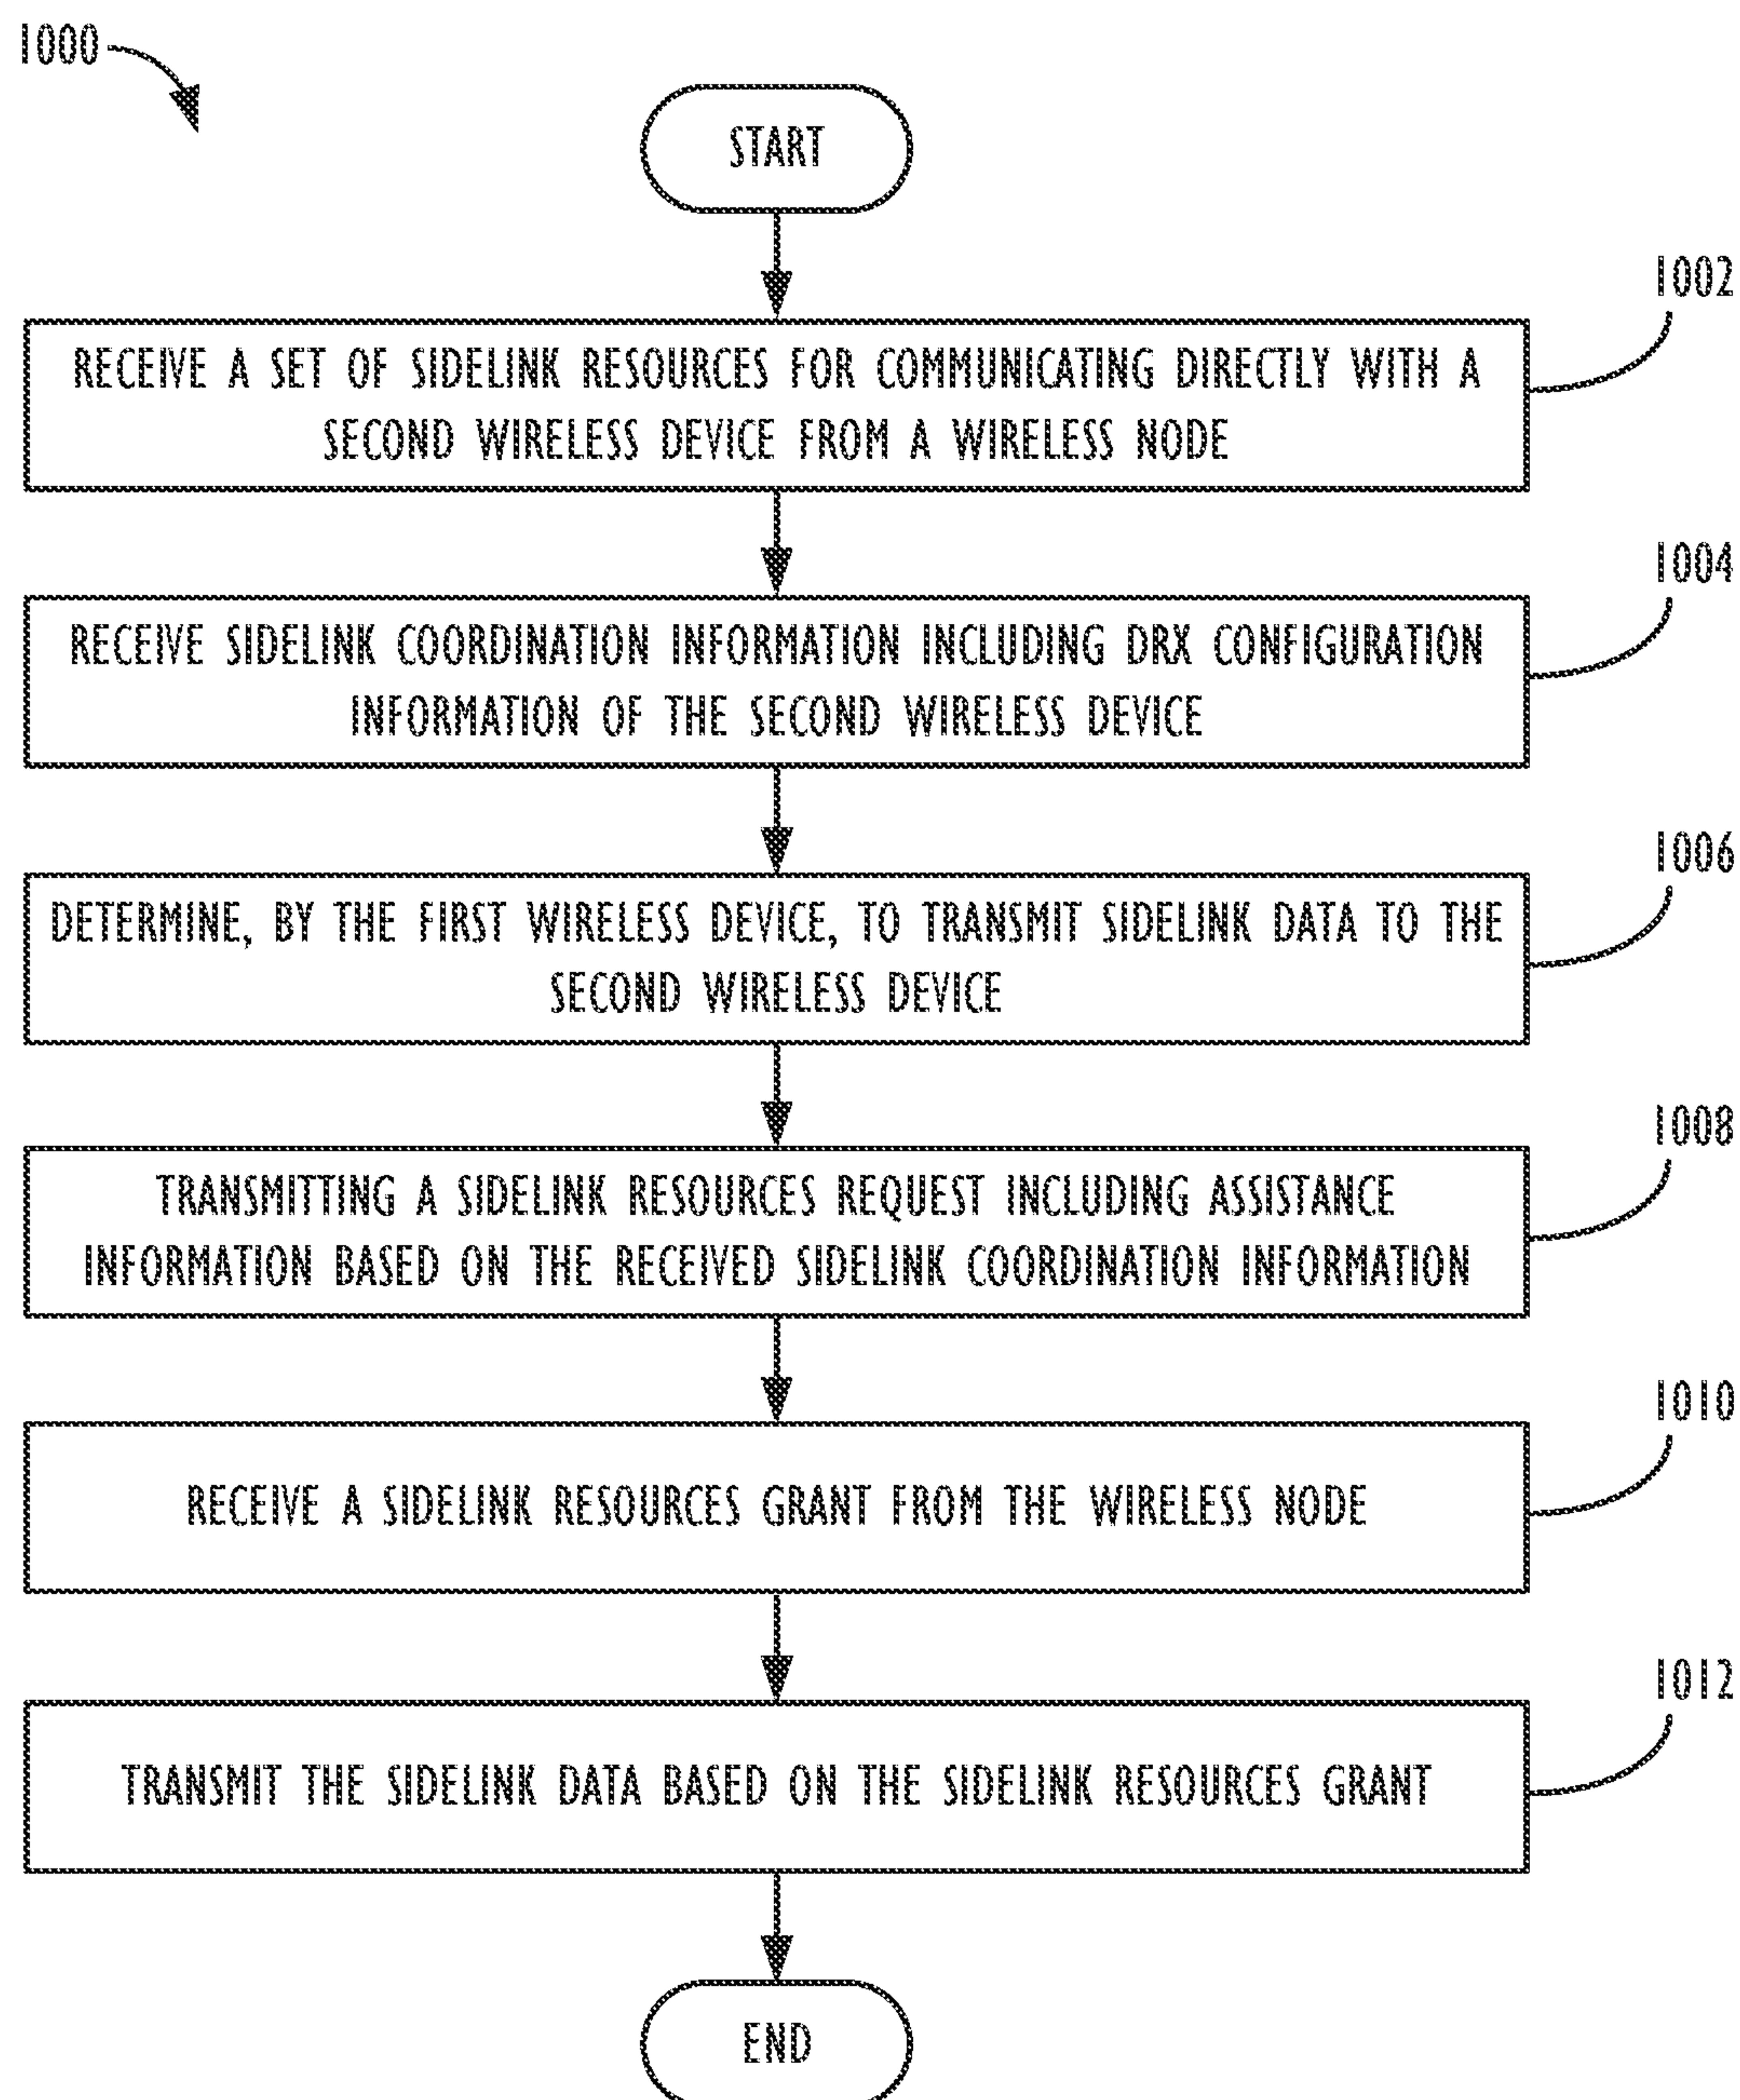 1000
START
1002
RECEIVE A SET OF SIDELINK RESOURCES FOR COMMUNICATING DIRECTLY WITH A
SECOND WIRELESS DEVICE FROM A WIRELESS NODE
1004
RECEIVE SIDELINK COORDINATION INFORMATION INCLUDING DRX CONFIGURATION
INFORMATION OF THE SECOND WIRELESS DEVICE
1006
DETERMINE, BY THE FIRST WIRELESS DEVICE, TO TRANSMIT SIDELINK DATA TO THE
SECOND WIRELESS DEVICE
1008
TRANSMITTING A SIDELINK RESOURCES REQUEST INCLUDING ASSISTANCE
INFORMATION BASED ON THE RECEIVED SIDELINK COORDINATION INFORMATION
1010
RECEIVE A SIDELINK RESOURCES GRANT FROM THE WIRELESS NODE
1012
TRANSMIT THE SIDELINK DATA BASED ON THE SIDELINK RESOURCES GRANT
END